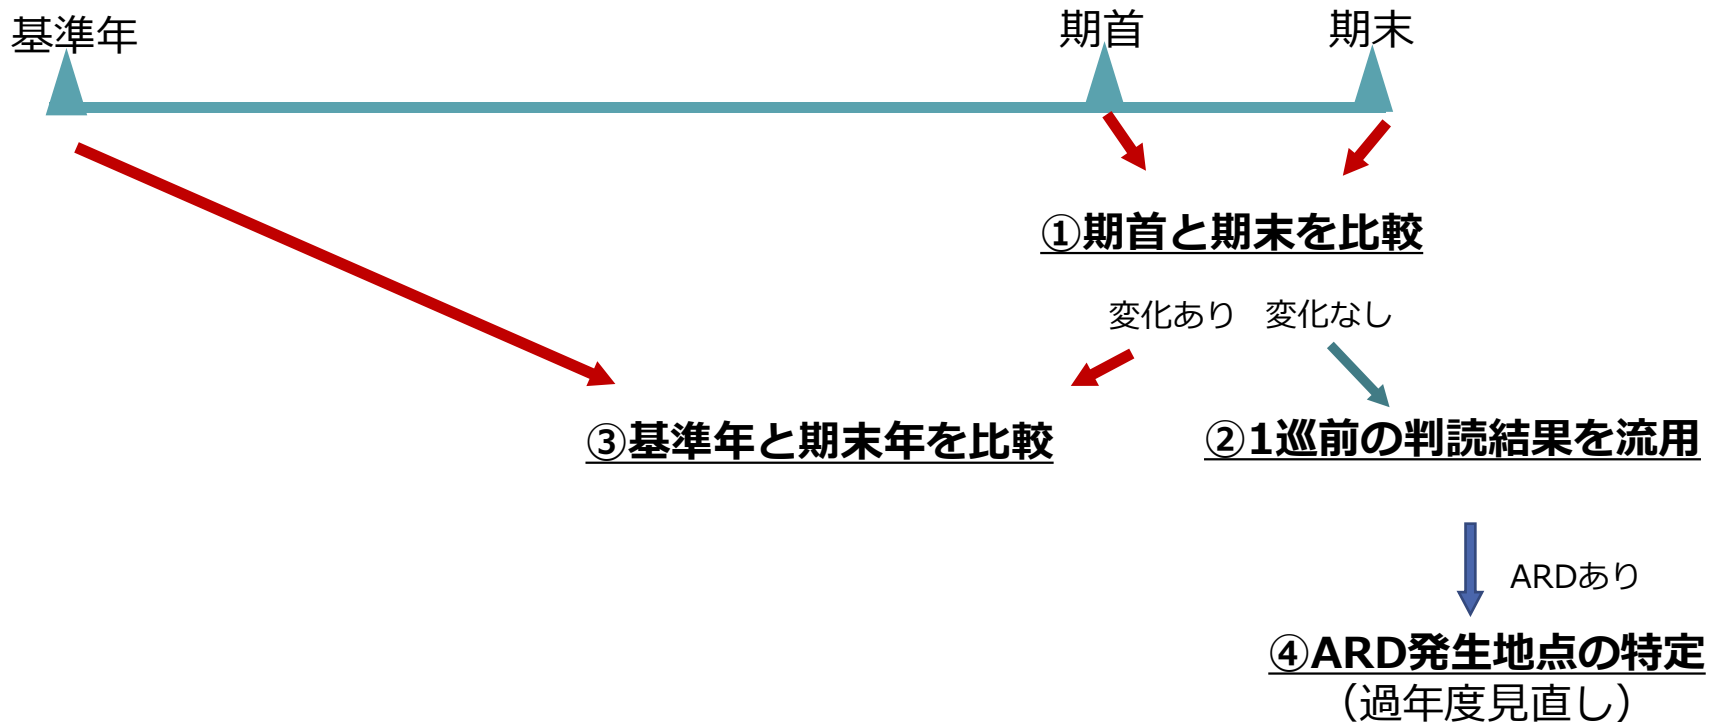 基準年
期首
期末
①期首と期末を比較
変化あり
変化なし
③基準年と期末年を比較
②1巡前の判読結果を流用
ARDあり
④ARD発生地点の特定
（過年度見直し）